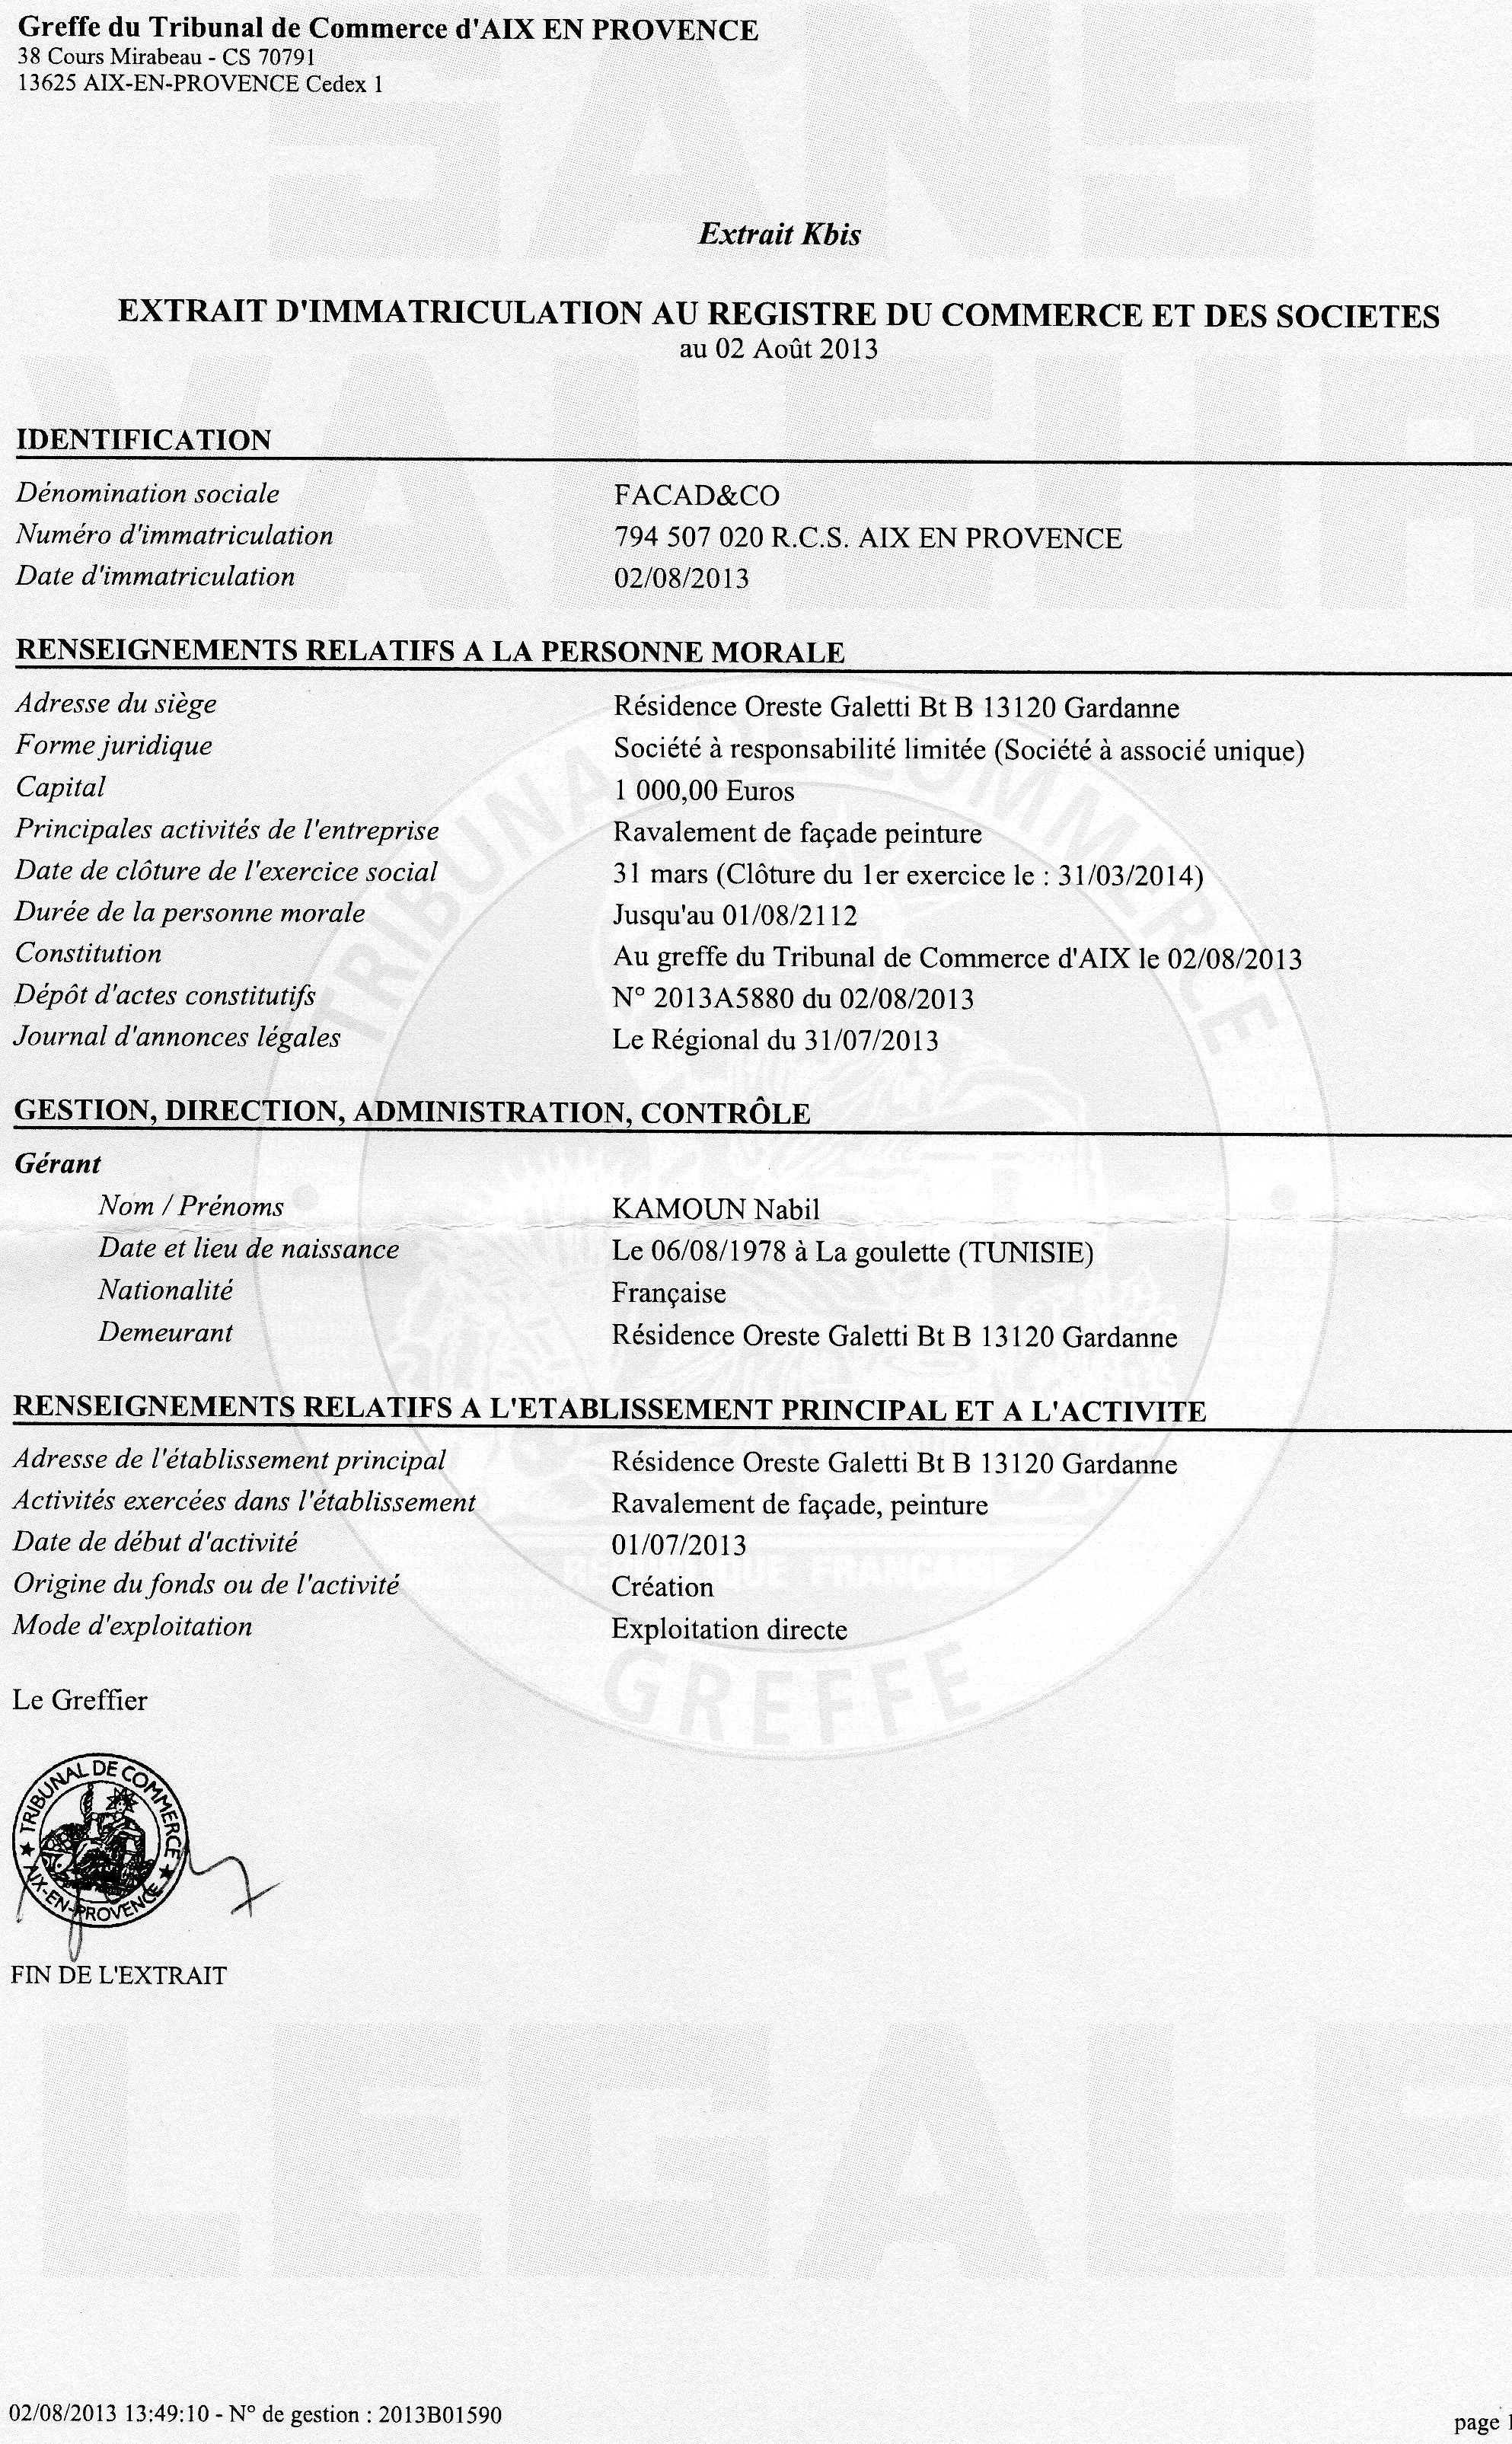 Greffe du Tribunal de Commerce d'AIX EN PROVENCE
38 Cours Mirabeau - CS 70791
13625 AIX-EN-PROVENCE Cedex 1
Extrait Kbis
EXTRAIT D'IMMATRICULATION AU REGISTRE DU COMMERCE ET DES SOCIETES
au 02 Août 2013
IDENTIFICATION
Dénomination sociale FACAD&CO
Numéro d'immatriculation 794 507 020 R.C.S. AIX EN PROVENCE
Date d'immatriculation 02/08/2013
RENSEIGNEMENTS RELATIFS A LA PERSONNE MORALE
Adresse du siège Résidence Oreste Galetti Bt B 13120 Gardanne
Forme juridique Société à responsabilité limitée (Société à associé unique)
Capital 1 000,00 Euros
Principales activités de l'entreprise Ravalement de façade peinture
Date de clôture de l'exercice social 31 mars (Clôture du 1er exercice le : 31/03/2014)
Durée de la personne morale Jusqu'au 01/08/2112
Constitution Au greffe du Tribunal de Commerce d'AIX le 02/08/2013
Dépôt d'actes constitutifs N° 2013A5880 du 02/08/2013
Journal d'annonces légales Le Régional du 31/07/2013
GESTION, DIRECTION, ADMINISTRATION, CONTRÔLE
Gérant
Nom / Prénoms KAMOUN Nabil
Date et lieu de naissance Le 06/08/1978 à La goulette (TUNISIE)
Nationalité Française
Demeurant Résidence Oreste Galetti Bt B 13120 Gardanne
RENSEIGNEMENTS RELATIFS A L'ETABLISSEMENT PRINCIPAL ET A L'ACTIVITE
Adresse de l'établissement principal Résidence Oreste Galetti Bt B 13120 Gardanne
Activités exercées dans l'établissement Ravalement de façade, peinture
Date de début d'activité 01/07/2013
Origine du fonds ou de l'activité Création
Mode d'exploitation Exploitation directe
Le Greffier
TRIBUNAL DE COMMERCE
AIX-EN-PROVENCE
FIN DE L'EXTRAIT
TRIBUNAL DE COMMERCE
REPUBLIQUE FRANCAISE
GREFFE
SANS
LEGALE
02/08/2013 13:49:10 - N° de gestion : 2013B01590
page 1